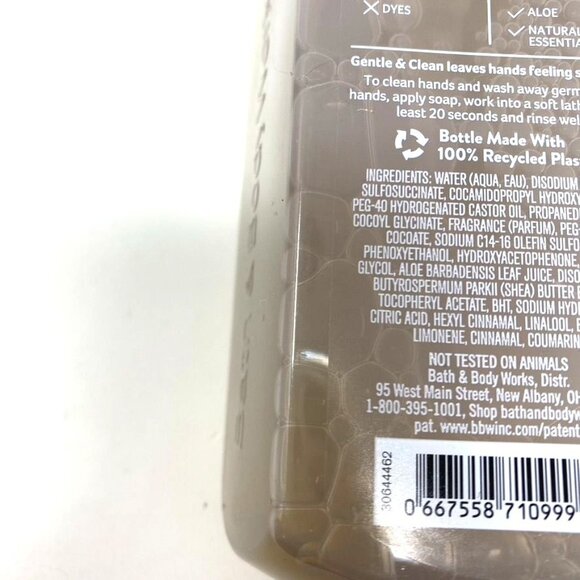 DYES
ALOE
NATURAL
ESSENTIA
Gentle & Clean leaves hands feeling s
To clean hands and wash away germ
hands, apply soap, work into a soft lath
least 20 seconds and rinse wel
Bottle Made With
100% Recycled Plas
INGREDIENTS: WATER (AQUA, EAU), DISODIUM
SULFOSUCCINATE, COCAMIDOPROPYL HYDROXY
PEG-40 HYDROGENATED CASTOR OIL, PROPANED
COCOYL GLYCINATE, FRAGRANCE (PARFUM), PEG-
COCOATE, SODIUM C14-16 OLEFIN SULFO
PHENOXYETHANOL, HYDROXYACETOPHENONE,
GLYCOL, ALOE BARBADENSIS LEAF JUICE, DISO
BUTYROSPERMUM PARKII (SHEA) BUTTER
TOCOPHERYL ACETATE, BHT, SODIUM HYD
CITRIC ACID, HEXYL CINNAMAL, LINALOOL,
LIMONENE, CINNAMAL, COUMARIN
NOT TESTED ON ANIMALS
Bath & Body Works, Distr.
95 West Main Street, New Albany, OH
1-800-395-1001, Shop bathandbodyw
pat. www.bbwinc.com/patent
30644462
0 667558 710999